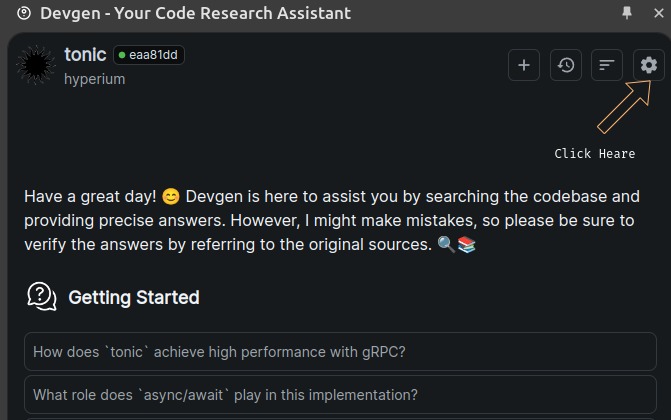 Devgen - Your Code Research Assistant
tonic eaa81dd
hyperium
Click Heare
Have a great day! 😊 Devgen is here to assist you by searching the codebase and
providing precise answers. However, I might make mistakes, so please be sure to
verify the answers by referring to the original sources. 🔍📚
Getting Started
How does `tonic` achieve high performance with gRPC?
What role does `async/await` play in this implementation?